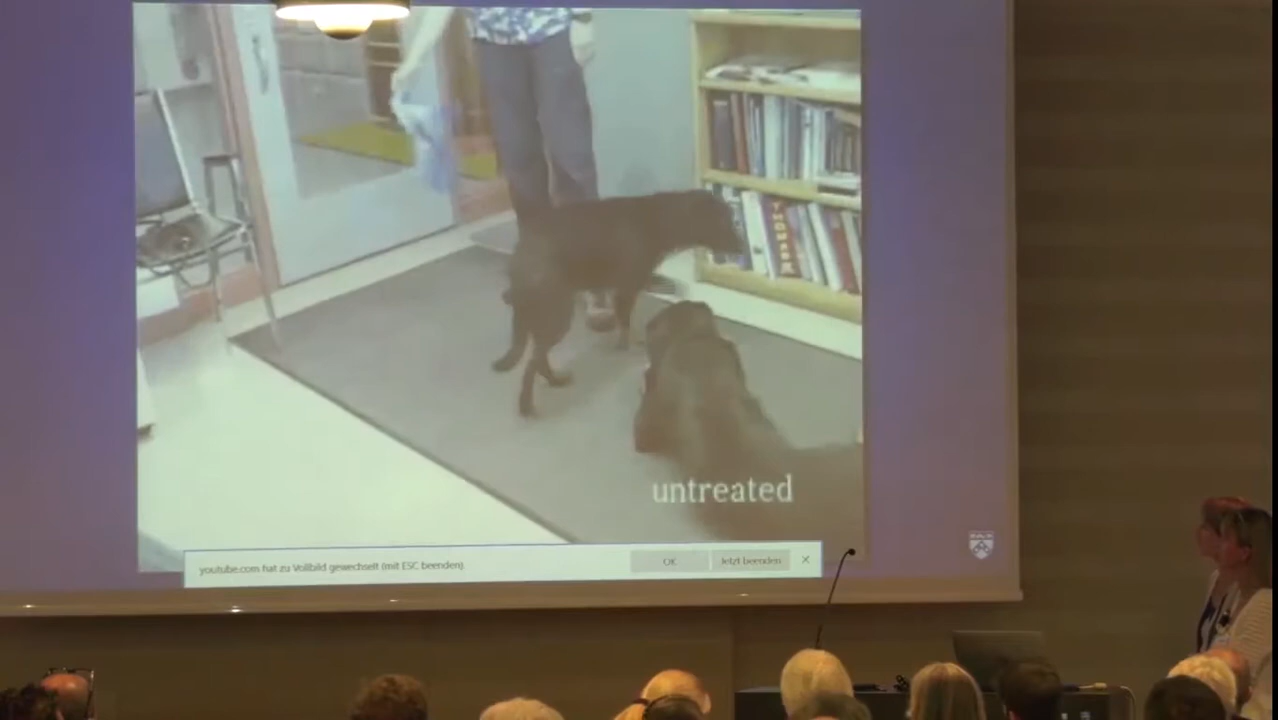 untreated
youtube.com hat zu Vollbild gewechselt (mit ESC beenden).
OK
Jetzt beenden